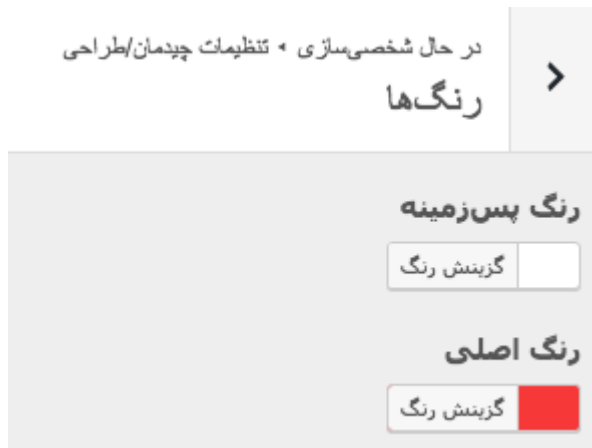 در حال شخصی‌سازی ▸ تنظیمات چیدمان/طراحی
رنگ‌ها
رنگ پس‌زمینه
گزینش رنگ
رنگ اصلی
گزینش رنگ